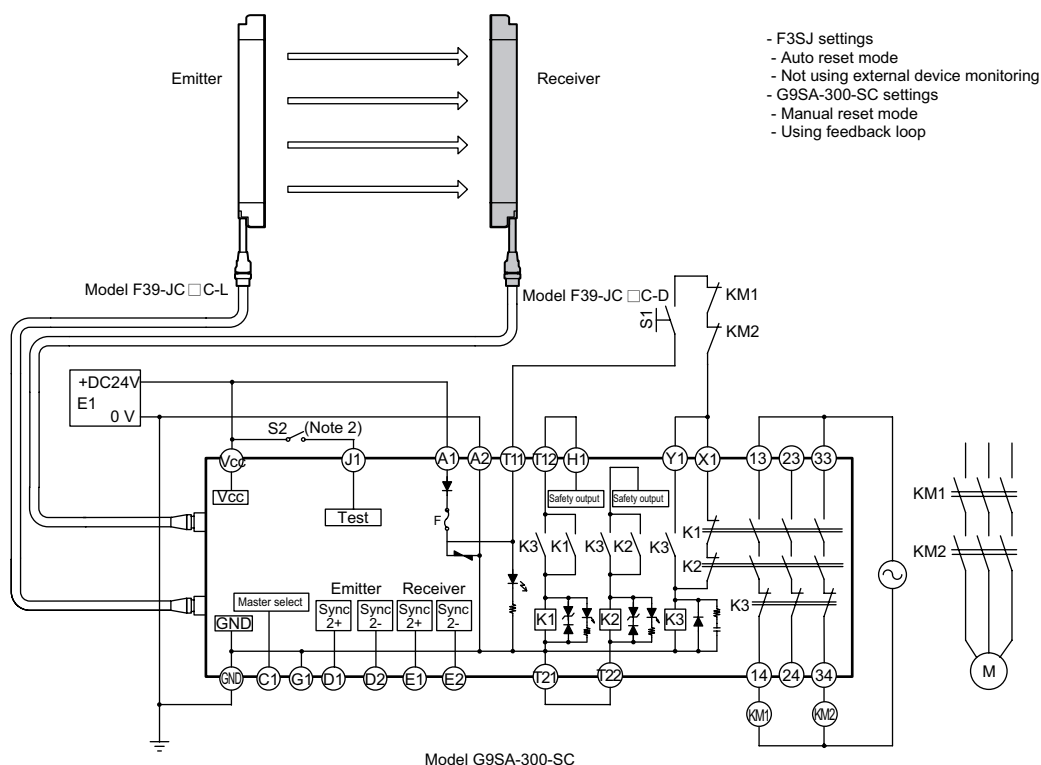 - F3SJ settings
- Auto reset mode
- Not using external device monitoring
- G9SA-300-SC settings
- Manual reset mode
- Using feedback loop
Emitter
Receiver
Model F39-JC □C-L
Model F39-JC □C-D
S1
KM1
KM2
+DC24V
E1
0 V
S2 (Note 2)
Vcc
J1
A1
A2
T11
T12
H1
Y1
X1
13
23
33
Vcc
Test
F
Safety output
Safety output
K3
K1
K3
K2
K3
K1
K2
K3
KM1
KM2
M
Emitter
Receiver
Master select
Sync 2+
Sync 2-
Sync 2+
Sync 2-
GND
K1
K2
K3
GND
C1
G1
D1
D2
E1
E2
T21
T22
14
24
34
KM1
KM2
Model G9SA-300-SC